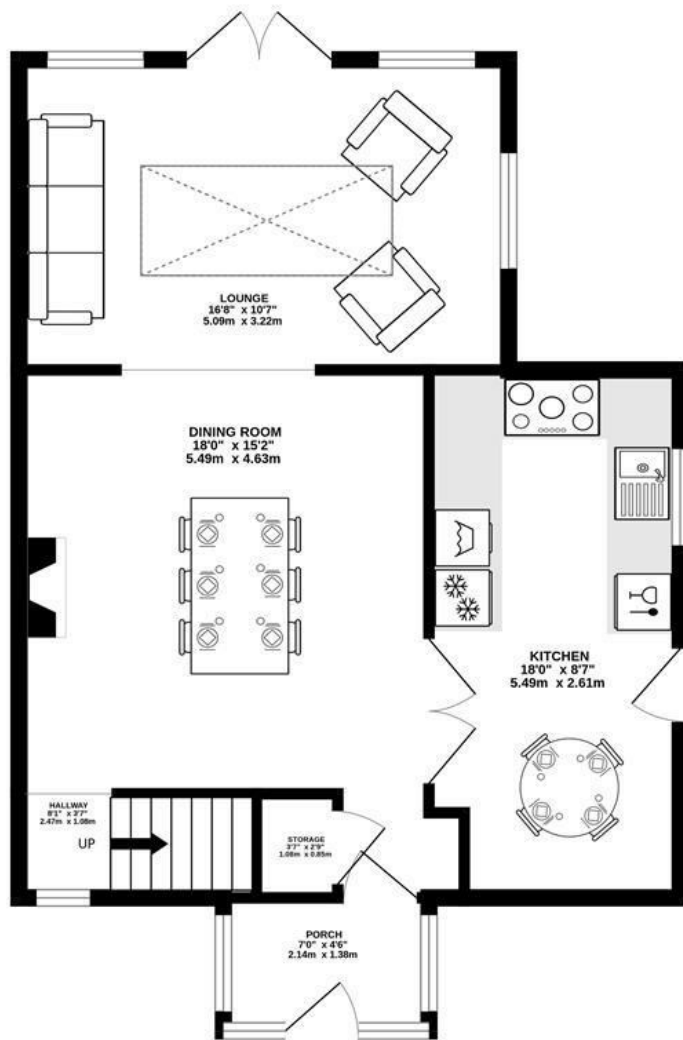 LOUNGE
16'8" x 10'7"
5.09m x 3.22m
DINING ROOM
18'0" x 15'2"
5.49m x 4.63m
KITCHEN
18'0" x 8'7"
5.49m x 2.61m
HALLWAY
8'1" x 3'7"
2.47m x 1.08m
UP
STORAGE
3'7" x 2'9"
1.08m x 0.85m
PORCH
7'0" x 4'6"
2.14m x 1.38m